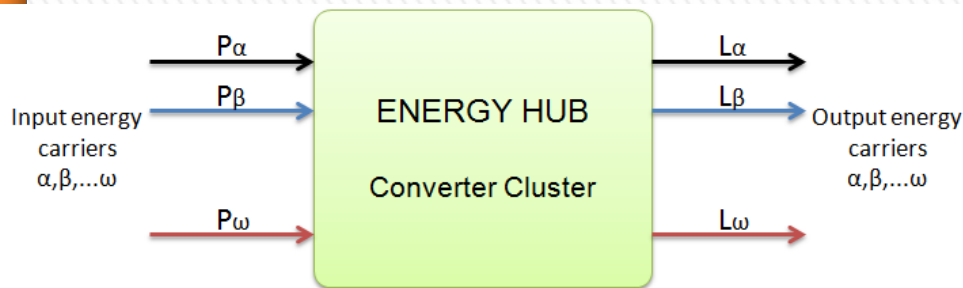 Pα
Lα
Pβ
Lβ
Input energy
carriers
α,β,...ω
ENERGY HUB
Converter Cluster
Output energy
carriers
α,β,...ω
Pω
Lω